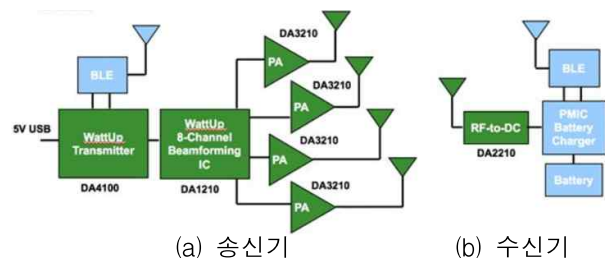 DA3210
PA
BLE
DA3210
PA
5V USB
WattUp
Transmitter
DA4100
WattUp
8-Channel
Beamforming
IC
DA1210
DA3210
PA
DA3210
PA
(a) 송신기
BLE
RF-to-DC
DA2210
PMIC
Battery
Charger
Battery
(b) 수신기